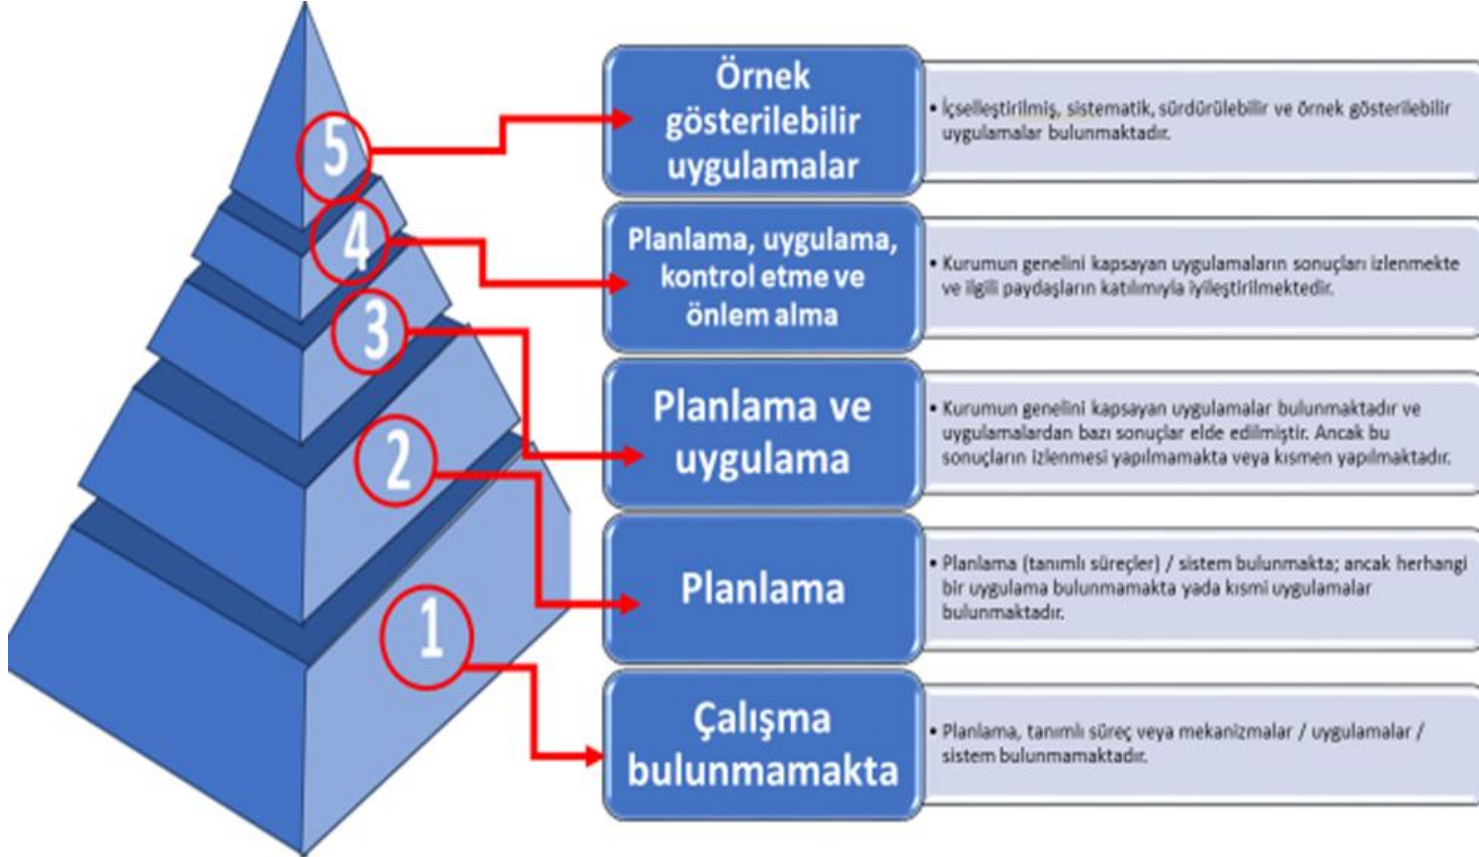 5
Örnek
gösterilebilir
uygulamalar
• İçselleştirilmiş, sistematik, sürdürülebilir ve örnek gösterilebilir
uygulamalar bulunmaktadır.
4
Planlama, uygulama,
kontrol etme ve
önlem alma
• Kurumun genelini kapsayan uygulamaların sonuçları izlenmekte
ve ilgili paydaşların katılımıyla iyileştirilmektedir.
3
Planlama ve
uygulama
• Kurumun genelini kapsayan uygulamalar bulunmaktadır ve
uygulamalardan bazı sonuçlar elde edilmiştir. Ancak bu
sonuçların izlenmesi yapılmamakta veya kısmen yapılmaktadır.
2
Planlama
• Planlama (tanımlı süreçler) / sistem bulunmakta; ancak herhangi
bir uygulama bulunmamakta yada kısmi uygulamalar
bulunmaktadır.
1
Çalışma
bulunmamakta
• Planlama, tanımlı süreç veya mekanizmalar / uygulamalar /
sistem bulunmamaktadır.